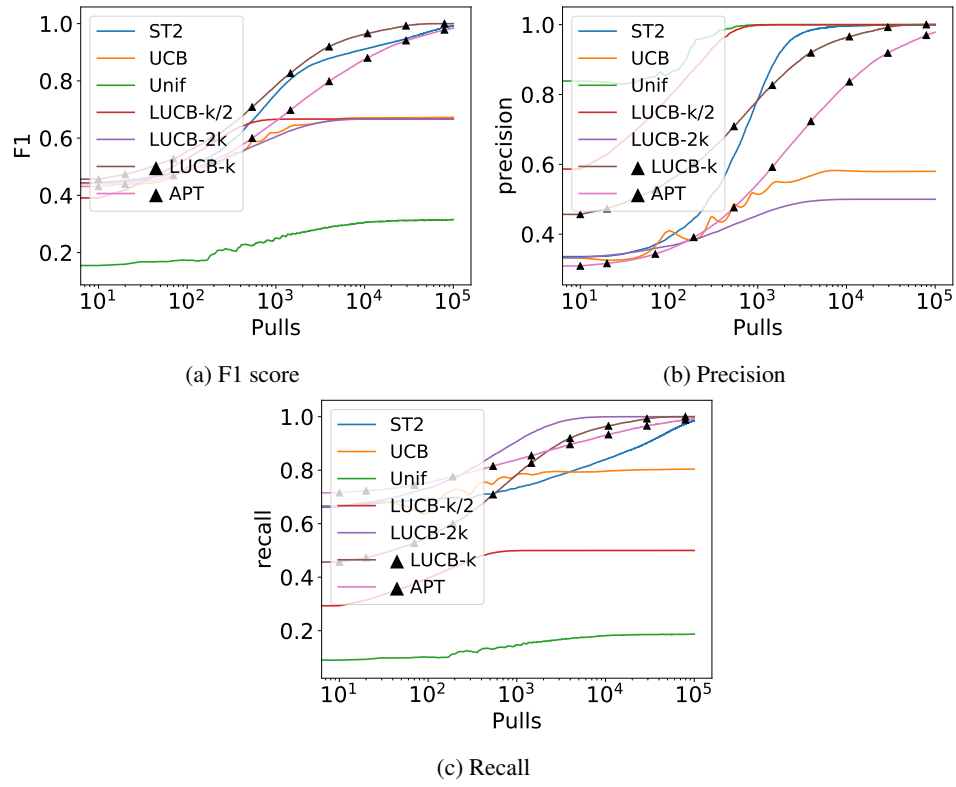 1.0
0.8
0.6
0.4
0.2
F1
10^1
10^2
10^3
10^4
10^5
Pulls
ST2
UCB
Unif
LUCB-k/2
LUCB-2k
▲ LUCB-k
▲ APT
(a) F1 score
1.0
0.8
0.6
0.4
precision
10^1
10^2
10^3
10^4
10^5
Pulls
ST2
UCB
Unif
LUCB-k/2
LUCB-2k
▲ LUCB-k
▲ APT
(b) Precision
1.0
0.8
0.6
0.4
0.2
recall
10^1
10^2
10^3
10^4
10^5
Pulls
ST2
UCB
Unif
LUCB-k/2
LUCB-2k
▲ LUCB-k
▲ APT
(c) Recall